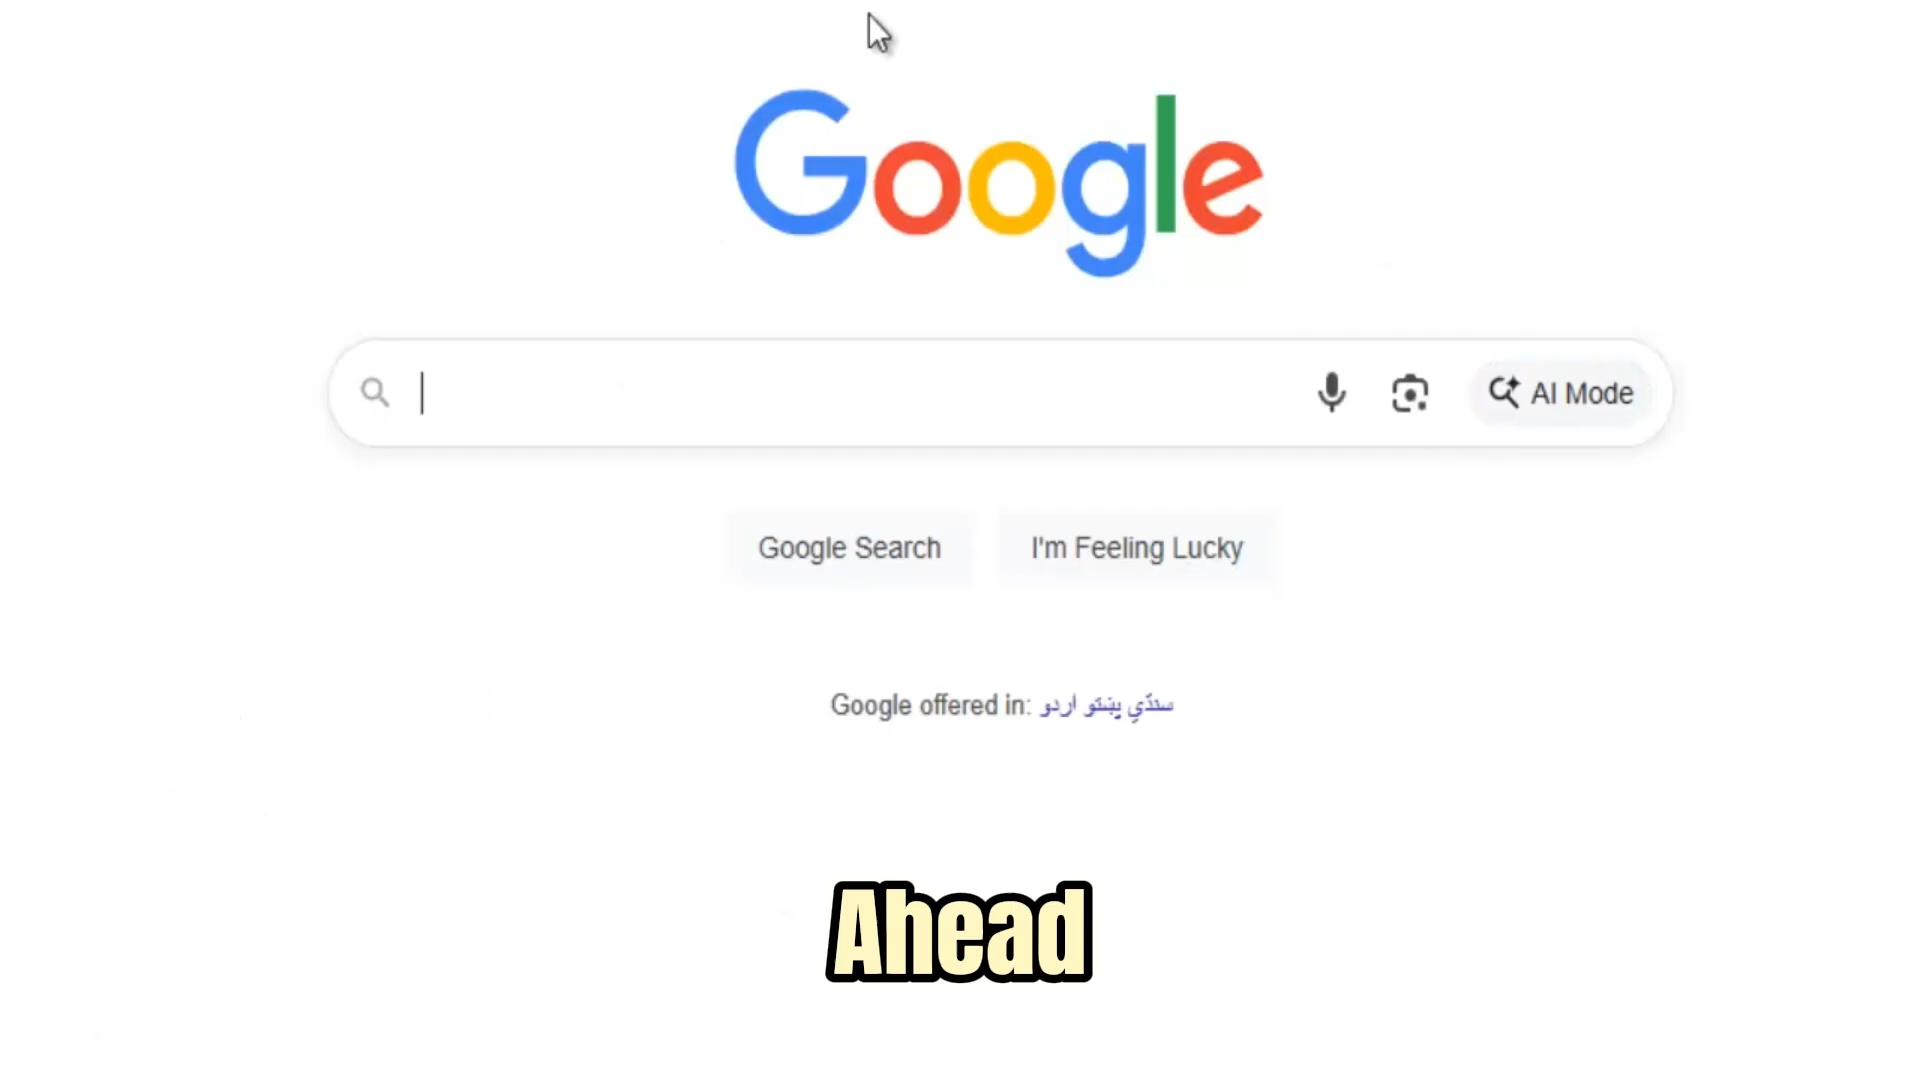 Google
AI Mode
Google Search I'm Feeling Lucky
Google offered in: اردو پښتو سنڌي
Ahead